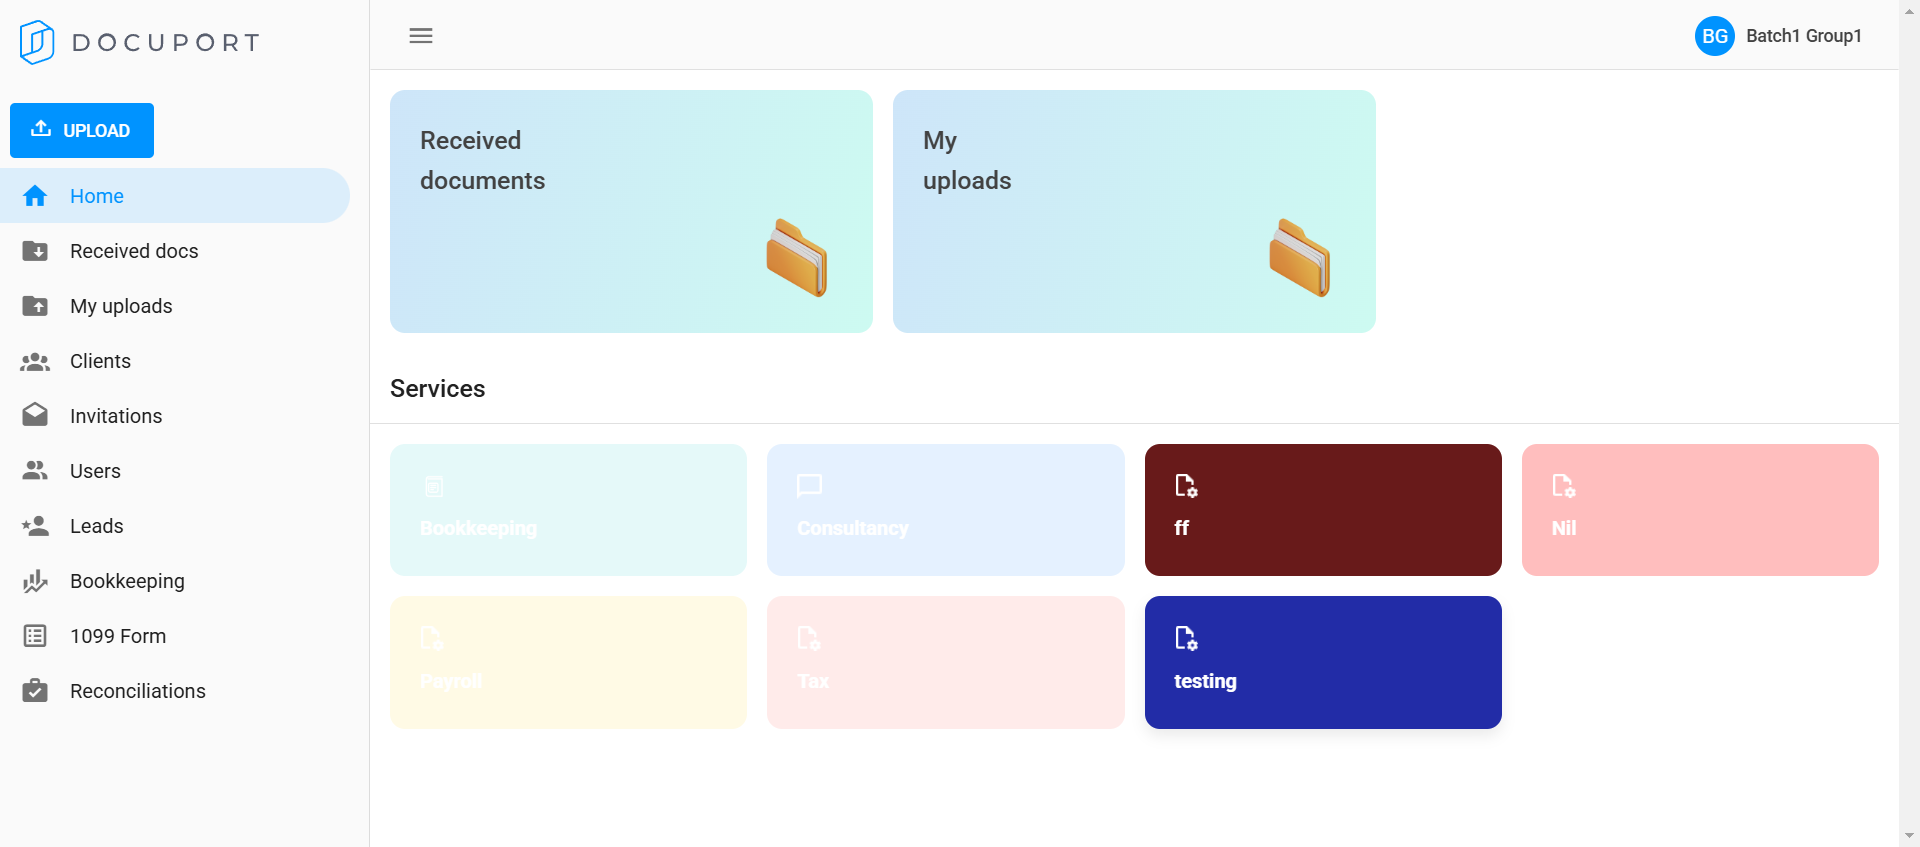 DOCUPORT
UPLOAD
Home
Received docs
My uploads
Clients
Invitations
Users
Leads
Bookkeeping
1099 Form
Reconciliations
BG
Batch1 Group1
Received
documents
My
uploads
Services
Bookkeeping
Consultancy
ff
Nil
Payroll
Tax
testing